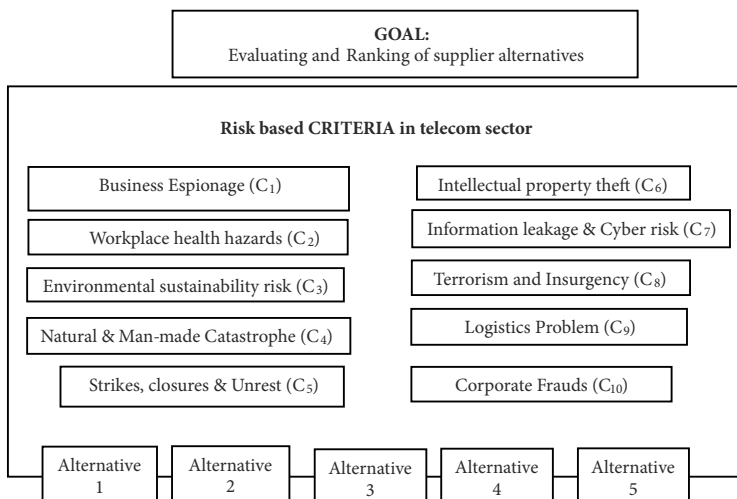 GOAL:
Evaluating and Ranking of supplier alternatives
Risk based CRITERIA in telecom sector
Business Espionage (C₁)
Workplace health hazards (C₂)
Environmental sustainability risk (C₃)
Natural & Man-made Catastrophe (C₄)
Strikes, closures & Unrest (C₅)
Intellectual property theft (C₆)
Information leakage & Cyber risk (C₇)
Terrorism and Insurgency (C₈)
Logistics Problem (C₉)
Corporate Frauds (C₁₀)
Alternative
1
Alternative
2
Alternative
3
Alternative
4
Alternative
5